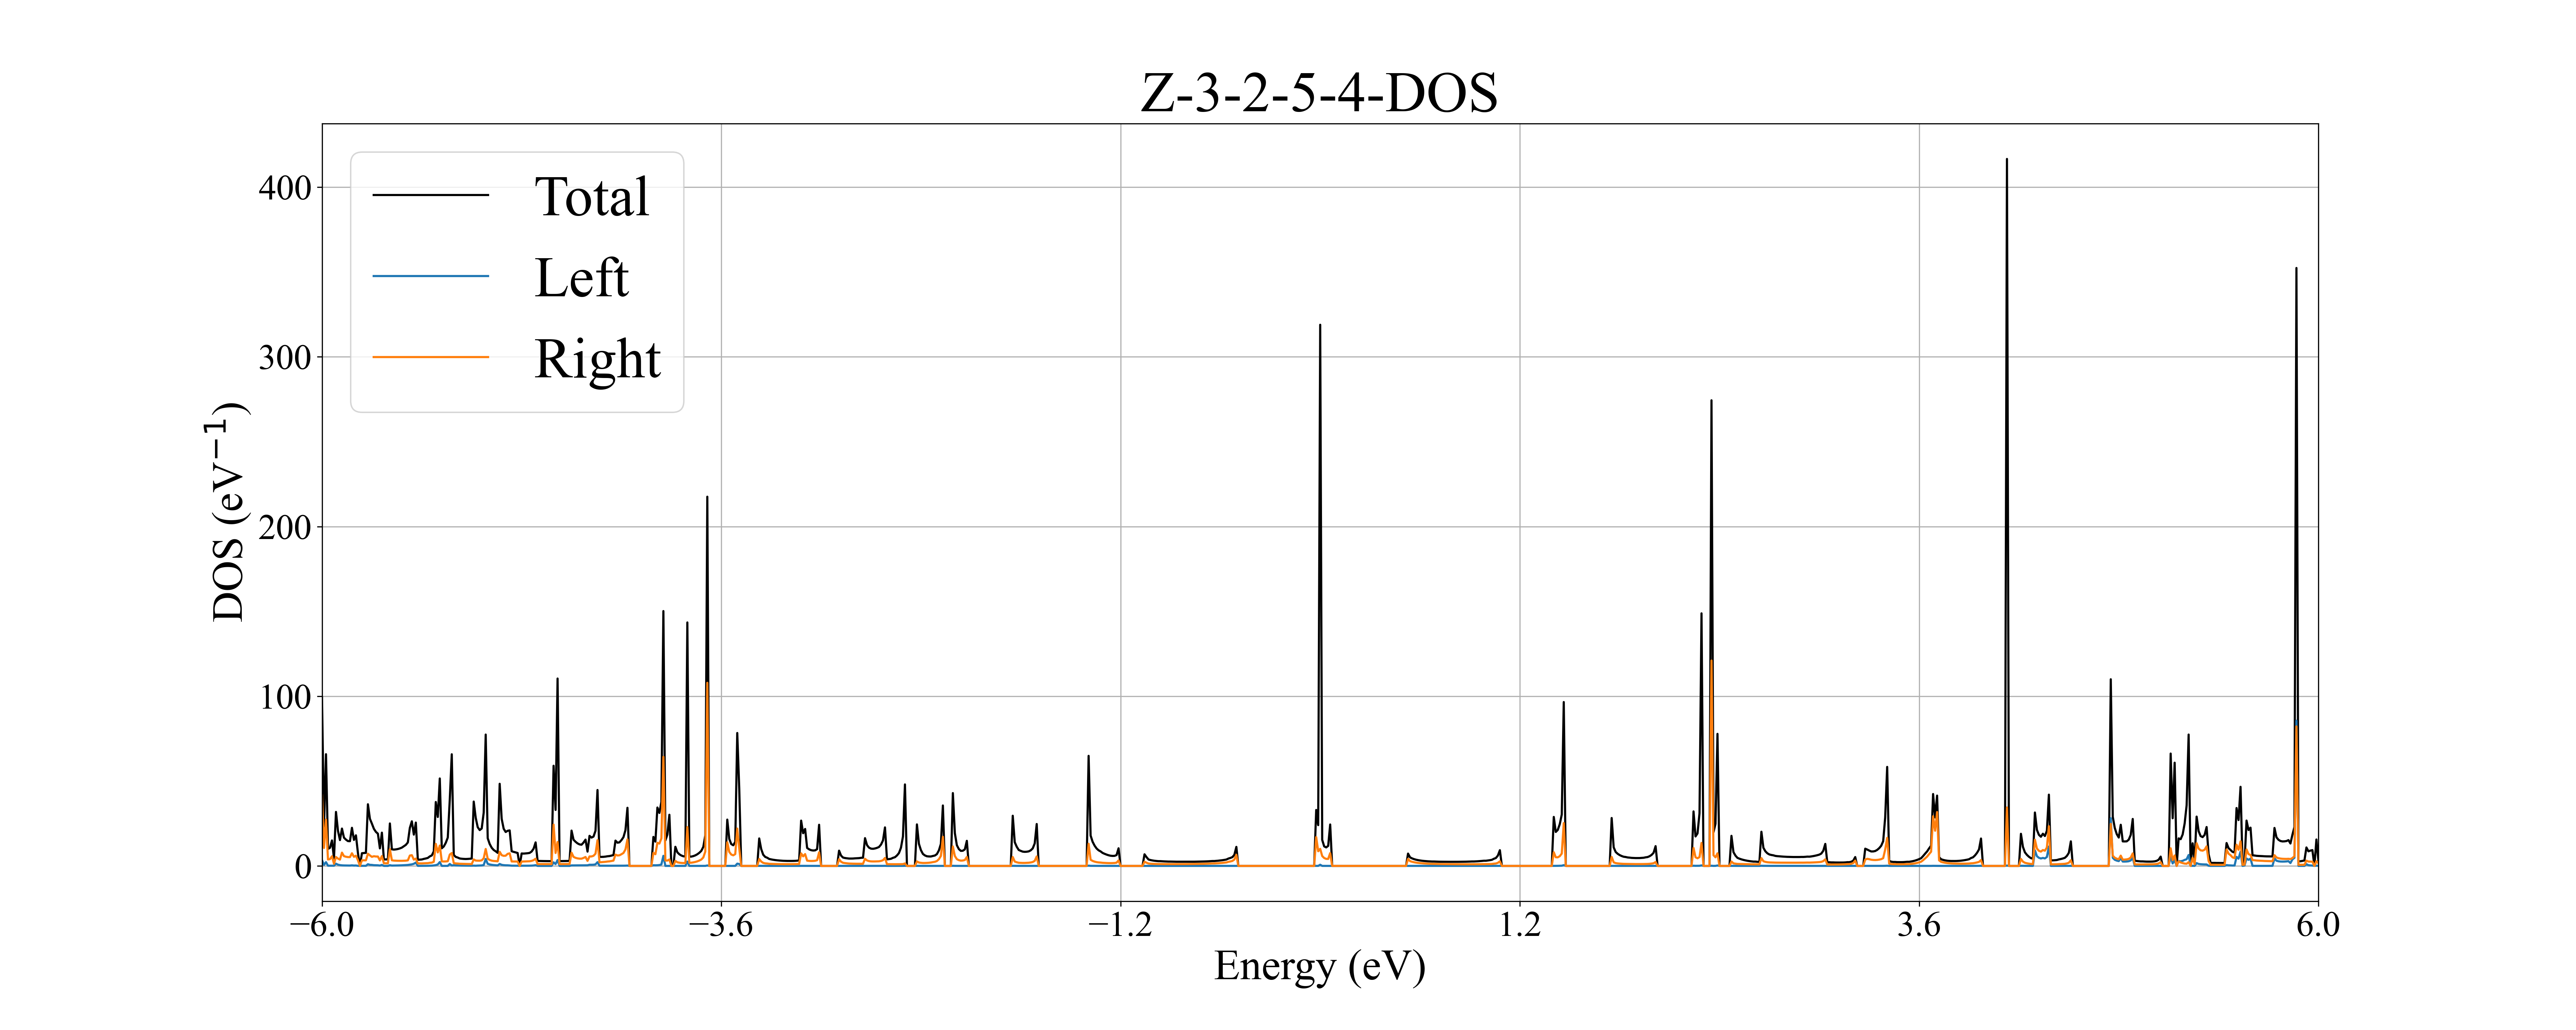 Z-3-2-5-4-DOS
Total
Left
Right
400
300
200
100
0
DOS (eV⁻¹)
−6.0 −3.6 −1.2 1.2 3.6 6.0
Energy (eV)